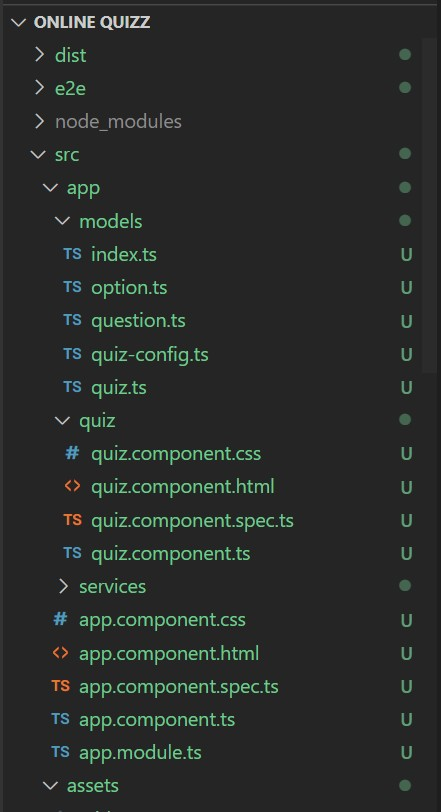 ONLINE QUIZZ
dist
e2e
node_modules
src
app
models
TS index.ts U
TS option.ts U
TS question.ts U
TS quiz-config.ts U
TS quiz.ts U
quiz
# quiz.component.css U
<> quiz.component.html U
TS quiz.component.spec.ts U
TS quiz.component.ts U
services
# app.component.css U
<> app.component.html U
TS app.component.spec.ts U
TS app.component.ts U
TS app.module.ts U
assets